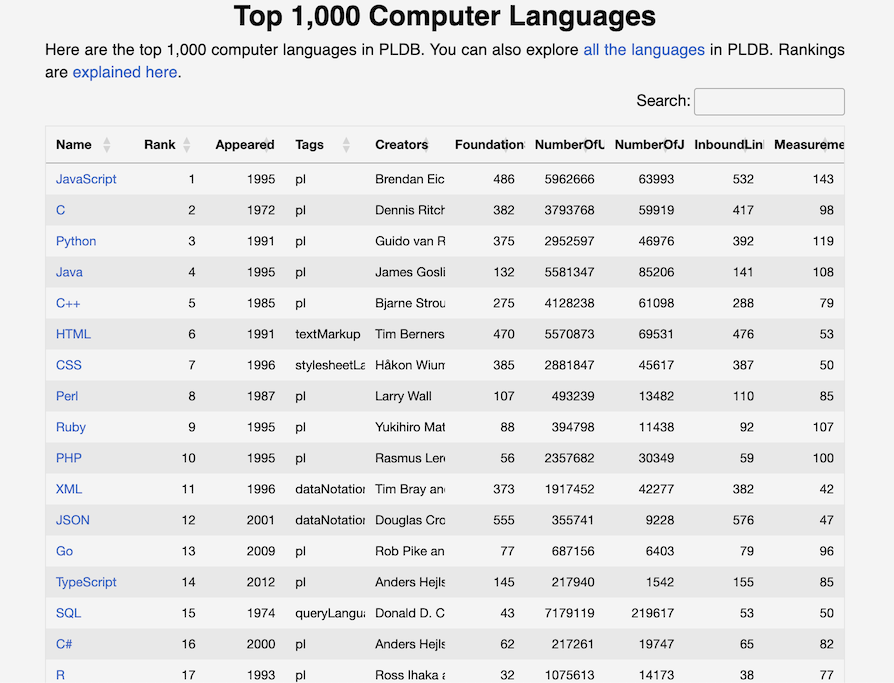 Top 1,000 Computer Languages
Here are the top 1,000 computer languages in PLDB. You can also explore all the languages in PLDB. Rankings
are explained here.
Search:
Name Rank Appeared Tags Creators Foundation NumberOfU NumberOfJ InboundLin Measureme
JavaScript 1 1995 pl Brendan Eic 486 5962666 63993 532 143
C 2 1972 pl Dennis Ritch 382 3793768 59919 417 98
Python 3 1991 pl Guido van R 375 2952597 46976 392 119
Java 4 1995 pl James Gosli 132 5581347 85206 141 108
C++ 5 1985 pl Bjarne Strou 275 4128238 61098 288 79
HTML 6 1991 textMarkup Tim Berners 470 5570873 69531 476 53
CSS 7 1996 stylesheetLa Håkon Wium 385 2881847 45617 387 50
Perl 8 1987 pl Larry Wall 107 493239 13482 110 85
Ruby 9 1995 pl Yukihiro Mat 88 394798 11438 92 107
PHP 10 1995 pl Rasmus Lerd 56 2357682 30349 59 100
XML 11 1996 dataNotation Tim Bray and 373 1917452 42277 382 42
JSON 12 2001 dataNotation Douglas Cro 555 355741 9228 576 47
Go 13 2009 pl Rob Pike an 77 687156 6403 79 96
TypeScript 14 2012 pl Anders Hejls 145 217940 1542 155 85
SQL 15 1974 queryLangua Donald D. C 43 7179119 219617 53 50
C# 16 2000 pl Anders Hejls 62 217261 19747 65 82
R 17 1993 pl Ross Ihaka a 32 1075613 14173 38 77